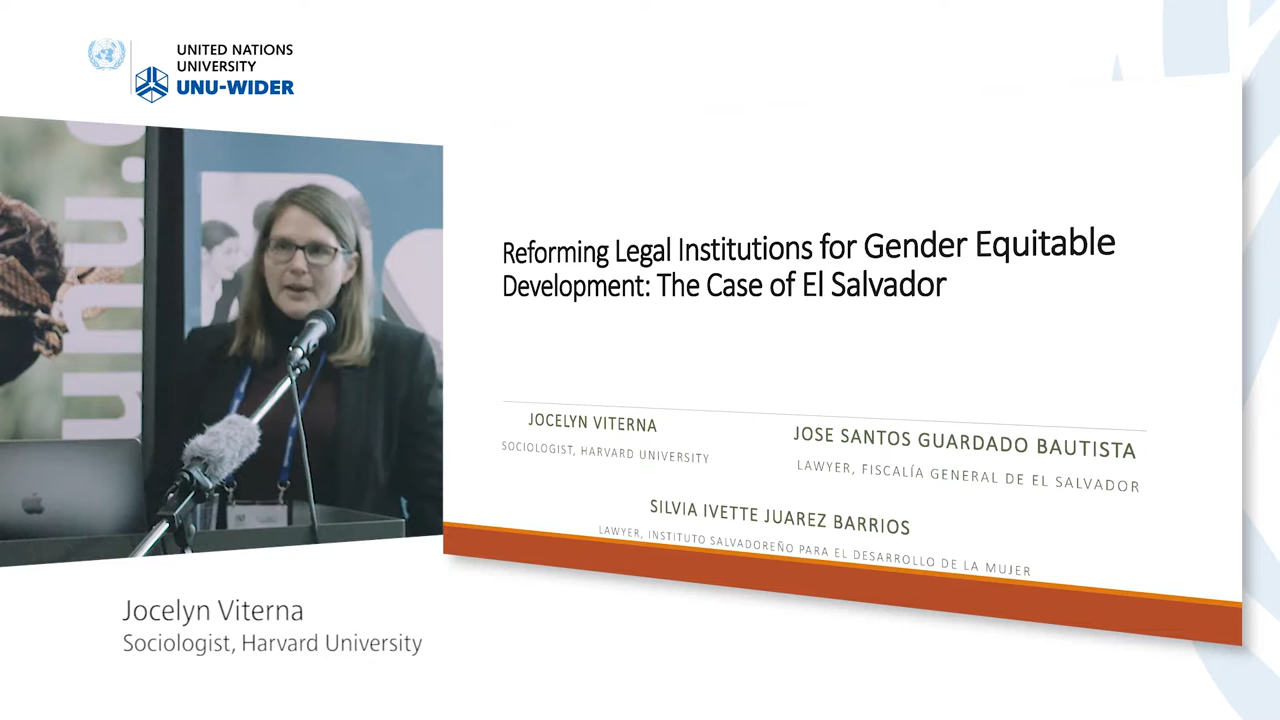 UNITED NATIONS
UNIVERSITY
UNU-WIDER
unu.
Reforming Legal Institutions for Gender Equitable
Development: The Case of El Salvador
JOCELYN VITERNA
SOCIOLOGIST, HARVARD UNIVERSITY
JOSE SANTOS GUARDADO BAUTISTA
LAWYER, FISCALÍA GENERAL DE EL SALVADOR
SILVIA IVETTE JUAREZ BARRIOS
LAWYER, INSTITUTO SALVADOREÑO PARA EL DESARROLLO DE LA MUJER
Jocelyn Viterna
Sociologist, Harvard University